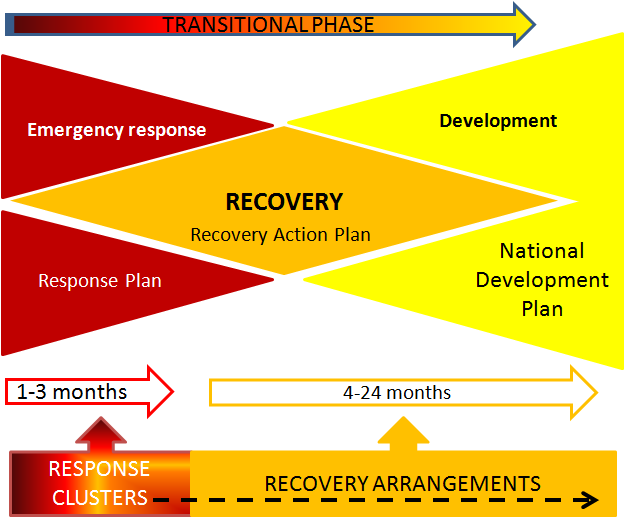 TRANSITIONAL PHASE
Emergency response
Development
RECOVERY
Recovery Action Plan
Response Plan
National
Development
Plan
1-3 months
4-24 months
RESPONSE
CLUSTERS
RECOVERY ARRANGEMENTS